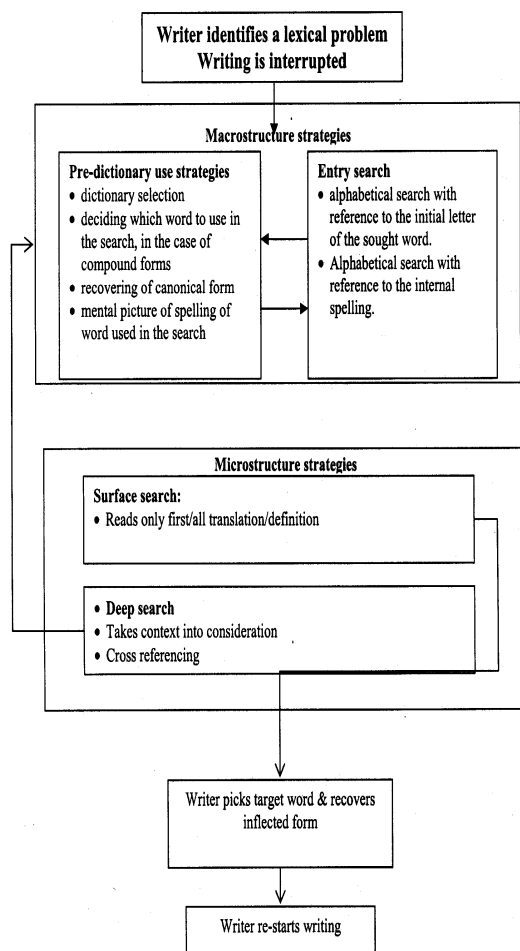 Writer identifies a lexical problem
Writing is interrupted
Macrostructure strategies
Pre-dictionary use strategies
• dictionary selection
• deciding which word to use in
the search, in the case of
compound forms
• recovering of canonical form
• mental picture of spelling of
word used in the search
Entry search
• alphabetical search with
reference to the initial letter
of the sought word.
• Alphabetical search with
reference to the internal
spelling.
Microstructure strategies
Surface search:
• Reads only first/all translation/definition
• Deep search
• Takes context into consideration
• Cross referencing
Writer picks target word & recovers
inflected form
Writer re-starts writing